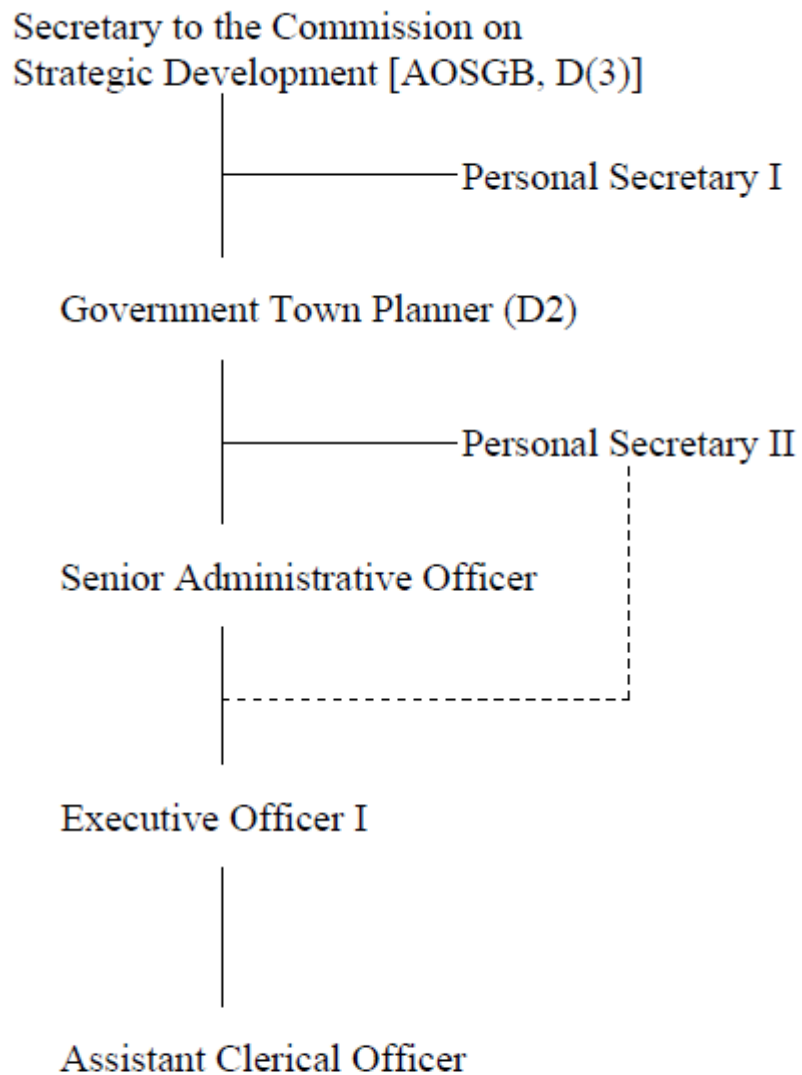 Secretary to the Commission on
Strategic Development [AOSGB, D(3)]
Personal Secretary I
Government Town Planner (D2)
Personal Secretary II
Senior Administrative Officer
Executive Officer I
Assistant Clerical Officer